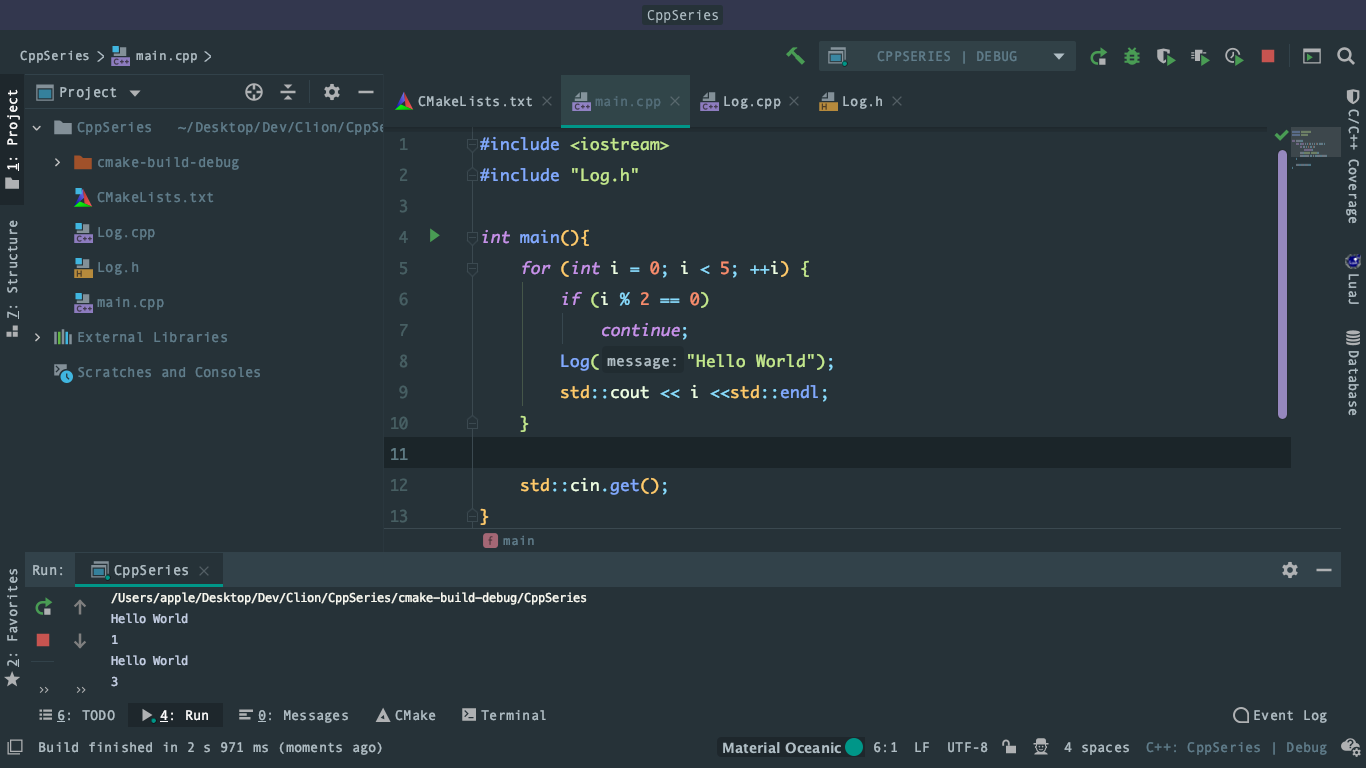 CppSeries
CppSeries > main.cpp >
CPPSERIES | DEBUG
1: Project
Z: Structure
2: Favorites
Project
CppSeries ~/Desktop/Dev/Clion/CppSe
cmake-build-debug
CMakeLists.txt
Log.cpp
Log.h
main.cpp
External Libraries
Scratches and Consoles
CMakeLists.txt main.cpp Log.cpp Log.h
1 #include <iostream>
2 #include "Log.h"
3
4 int main(){
5 for (int i = 0; i < 5; ++i) {
6 if (i % 2 == 0)
7 continue;
8 Log( message: "Hello World");
9 std::cout << i <<std::endl;
10 }
11
12 std::cin.get();
13 }
main
C/C++ Coverage
LuaJ
Database
Run: CppSeries
/Users/apple/Desktop/Dev/Clion/CppSeries/cmake-build-debug/CppSeries
Hello World
1
Hello World
3
6: TODO 4: Run 0: Messages CMake Terminal Event Log
Build finished in 2 s 971 ms (moments ago) Material Oceanic 6:1 LF UTF-8 4 spaces C++: CppSeries | Debug